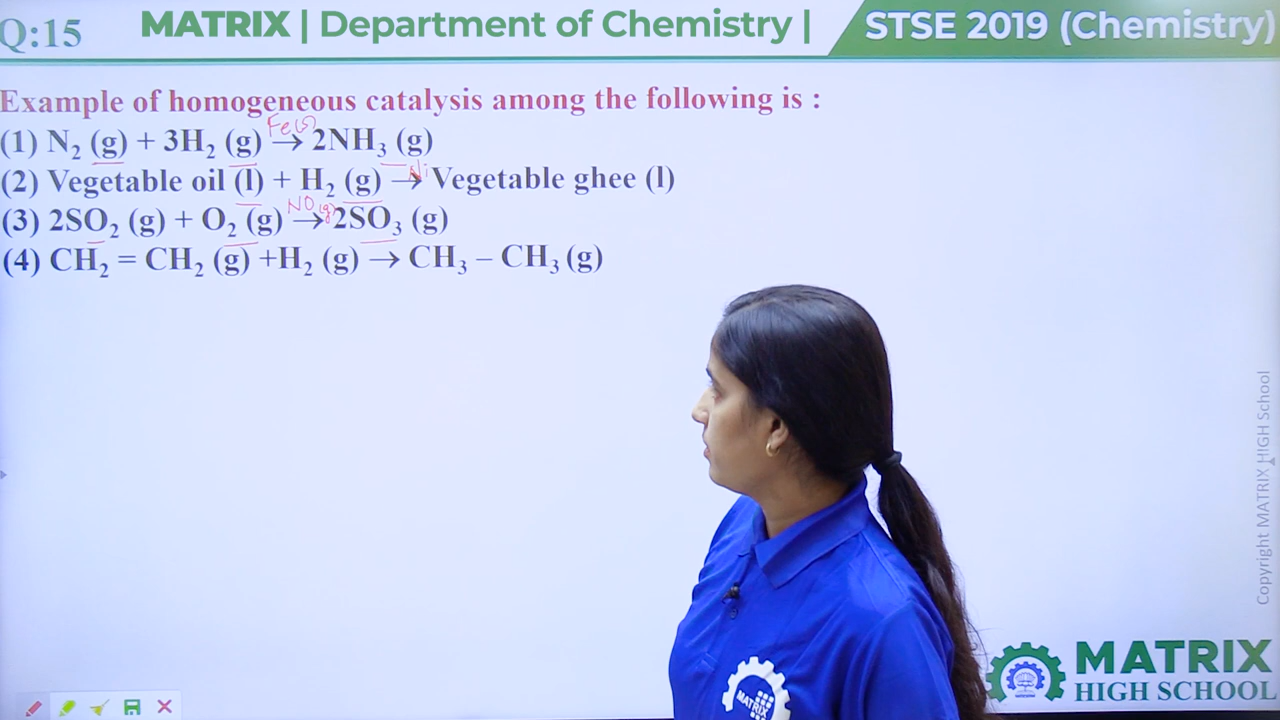 Q:15 MATRIX | Department of Chemistry | STSE 2019 (Chemistry)
Example of homogeneous catalysis among the following is :
Fe(s)
(1) N₂ (g) + 3H₂ (g) → 2NH₃ (g)
Ni
(2) Vegetable oil (l) + H₂ (g) → Vegetable ghee (l)
NO(g)
(3) 2SO₂ (g) + O₂ (g) → 2SO₃ (g)
(4) CH₂ = CH₂ (g) +H₂ (g) → CH₃ – CH₃ (g)
Copyright MATRIX HIGH School
MATRIX
MATRIX
HIGH SCHOOL